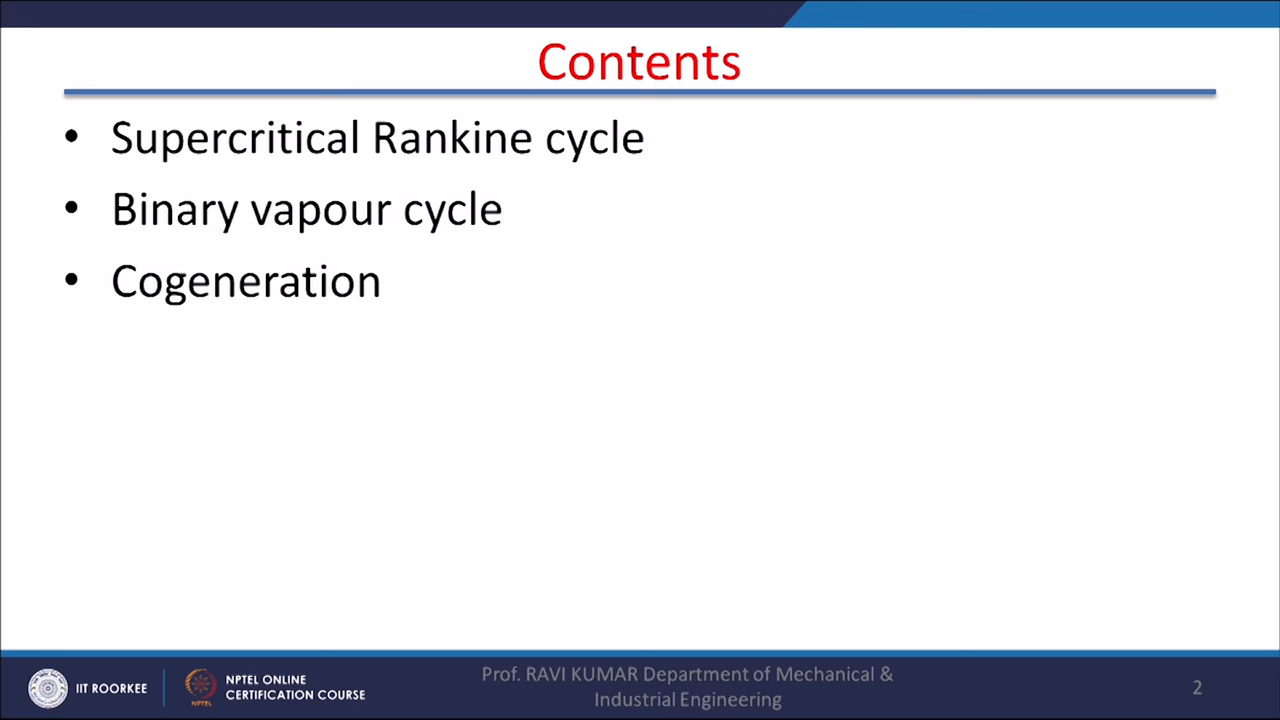 Contents
• Supercritical Rankine cycle
• Binary vapour cycle
• Cogeneration
IIT ROORKEE
NPTEL
NPTEL ONLINE
CERTIFICATION COURSE
Prof. RAVI KUMAR Department of Mechanical &
Industrial Engineering
2